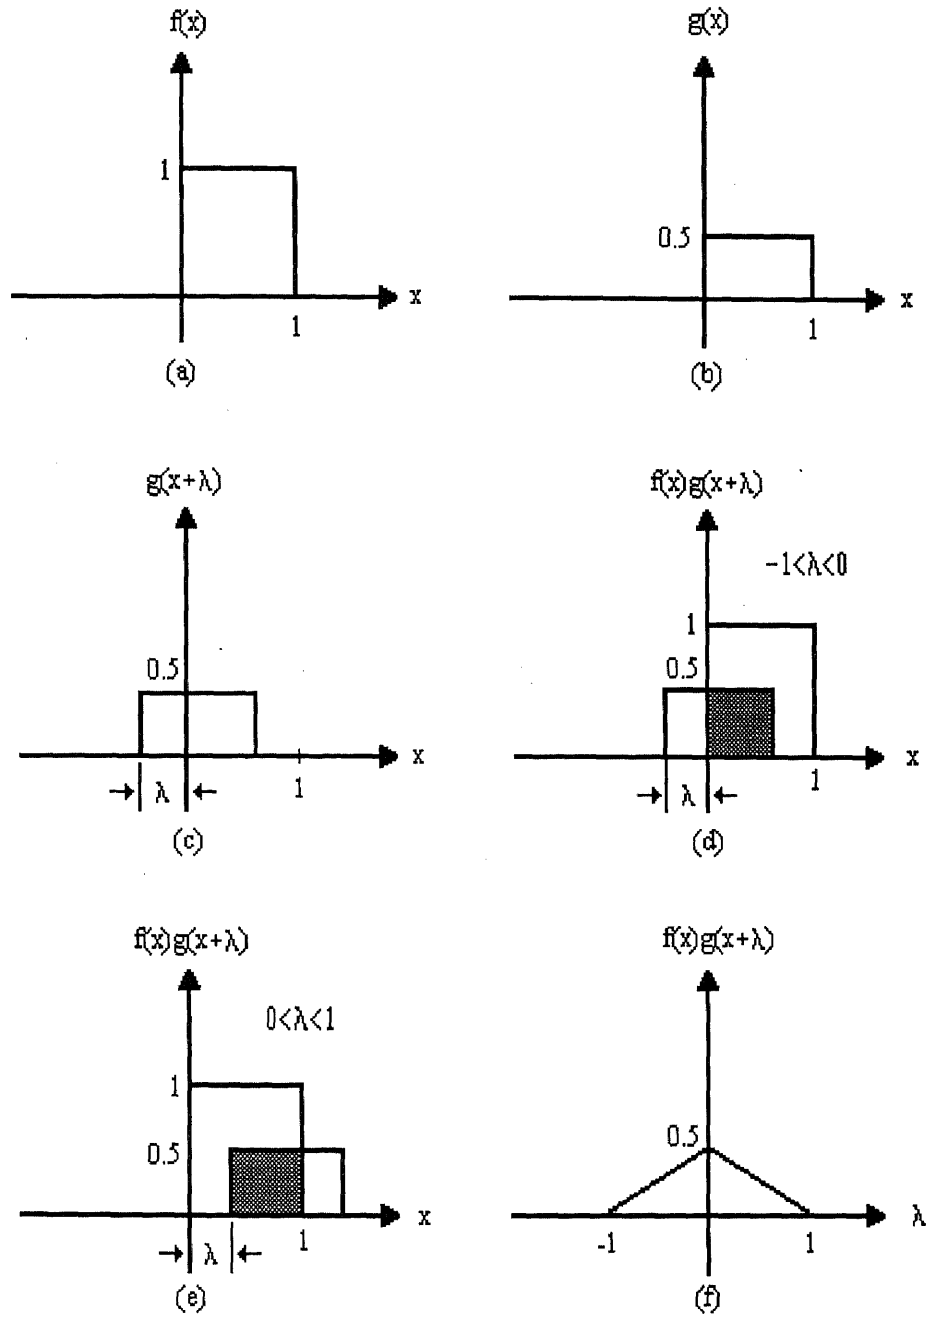 f(x)
1
x
1
(a)
g(x)
0.5
x
1
(b)
g(x+λ)
0.5
x
λ
1
(c)
f(x)g(x+λ)
-1<λ<0
1
0.5
x
λ
1
(d)
f(x)g(x+λ)
0<λ<1
1
0.5
x
λ
1
(e)
f(x)g(x+λ)
0.5
λ
-1
1
(f)